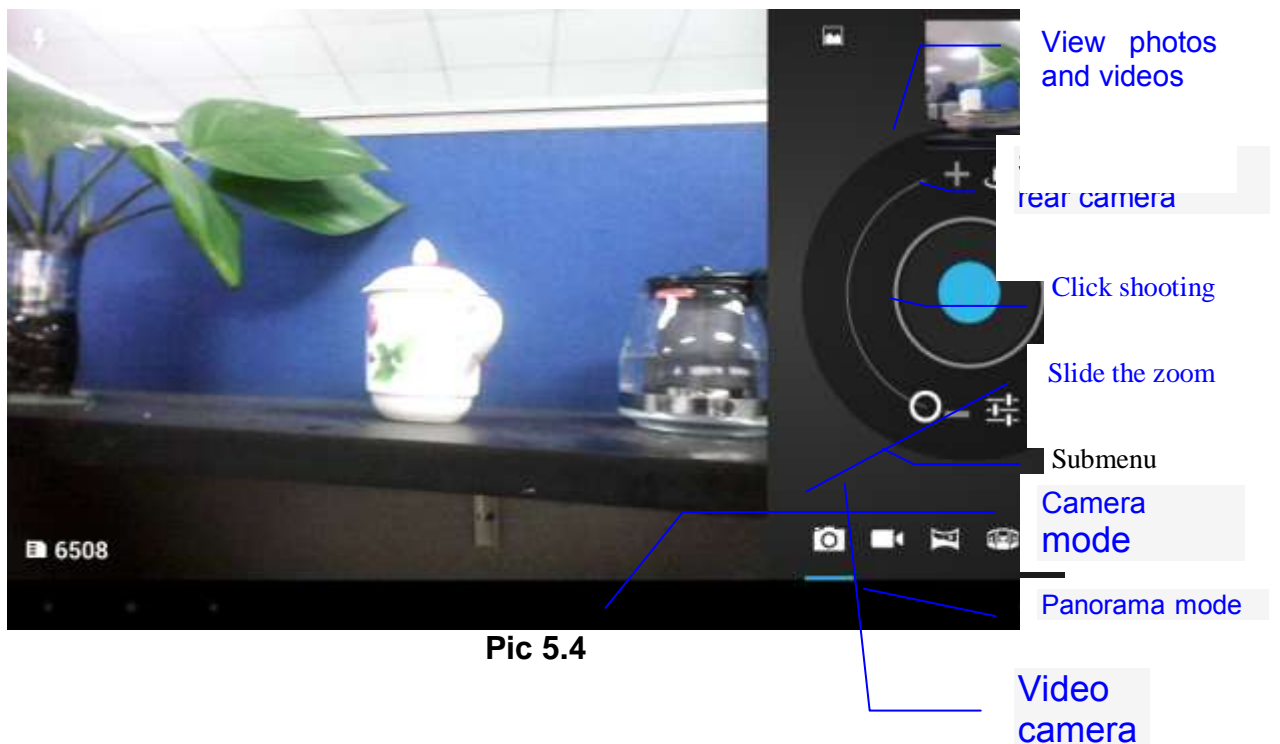 View photos
and videos
rear camera
Click shooting
Slide the zoom
Submenu
Camera
mode
6508
Panorama mode
Pic 5.4
Video
camera